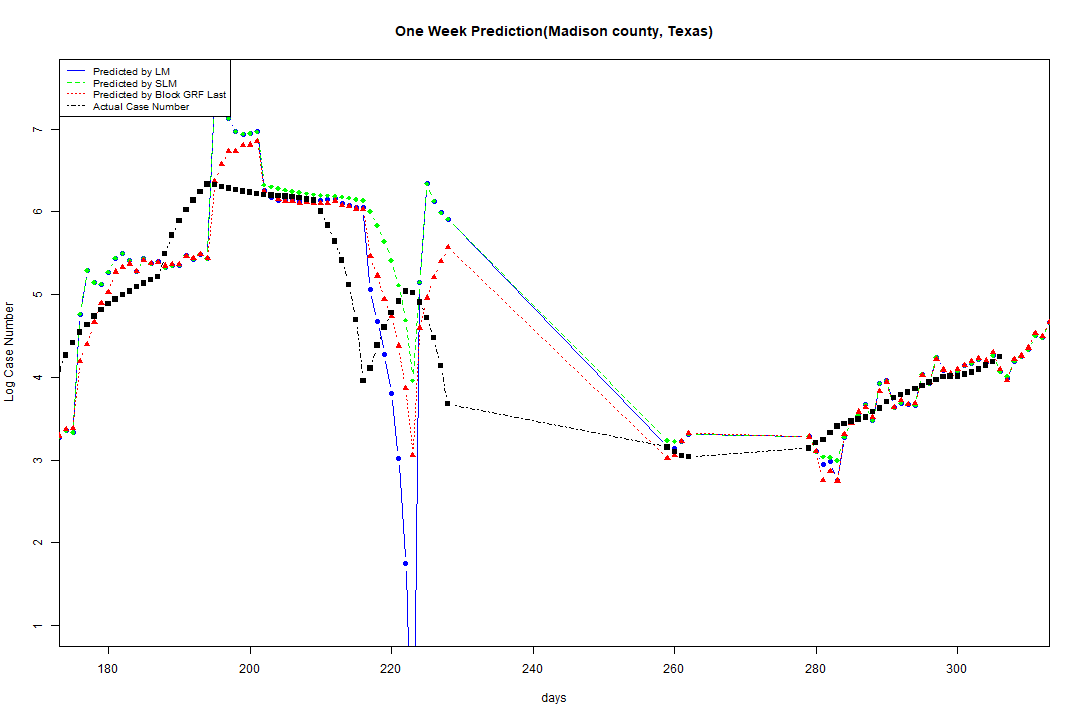 One Week Prediction(Madison county, Texas)
Predicted by LM
Predicted by SLM
Predicted by Block GRF Last
Actual Case Number
7
6
5
4
3
2
1
Log Case Number
180 200 220 240 260 280 300
days